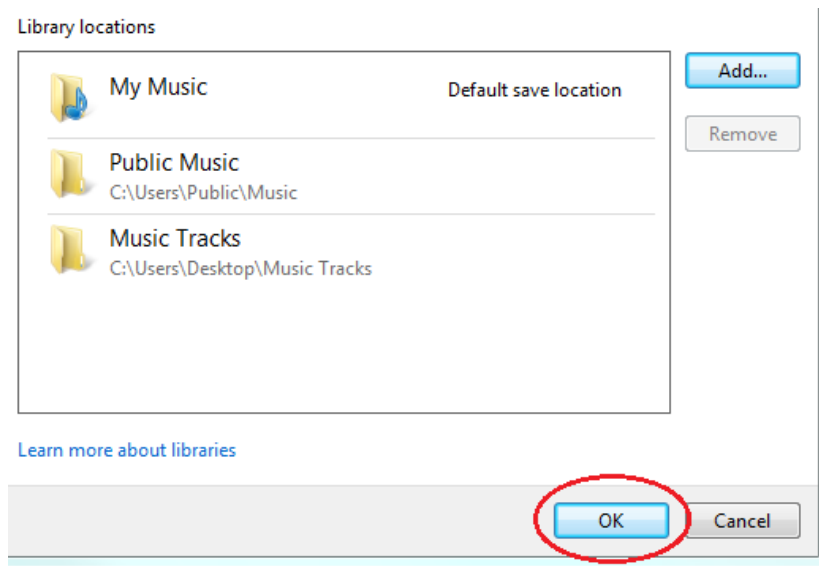 Library locations
My Music
Default save location
Add...
Remove
Public Music
C:\Users\Public\Music
Music Tracks
C:\Users\Desktop\Music Tracks
Learn more about libraries
OK
Cancel